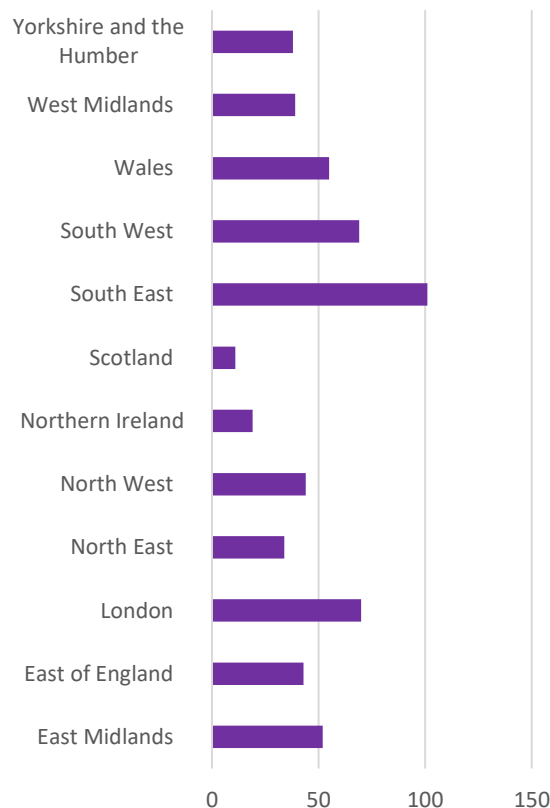 Yorkshire and the
Humber
West Midlands
Wales
South West
South East
Scotland
Northern Ireland
North West
North East
London
East of England
East Midlands
0 50 100 150